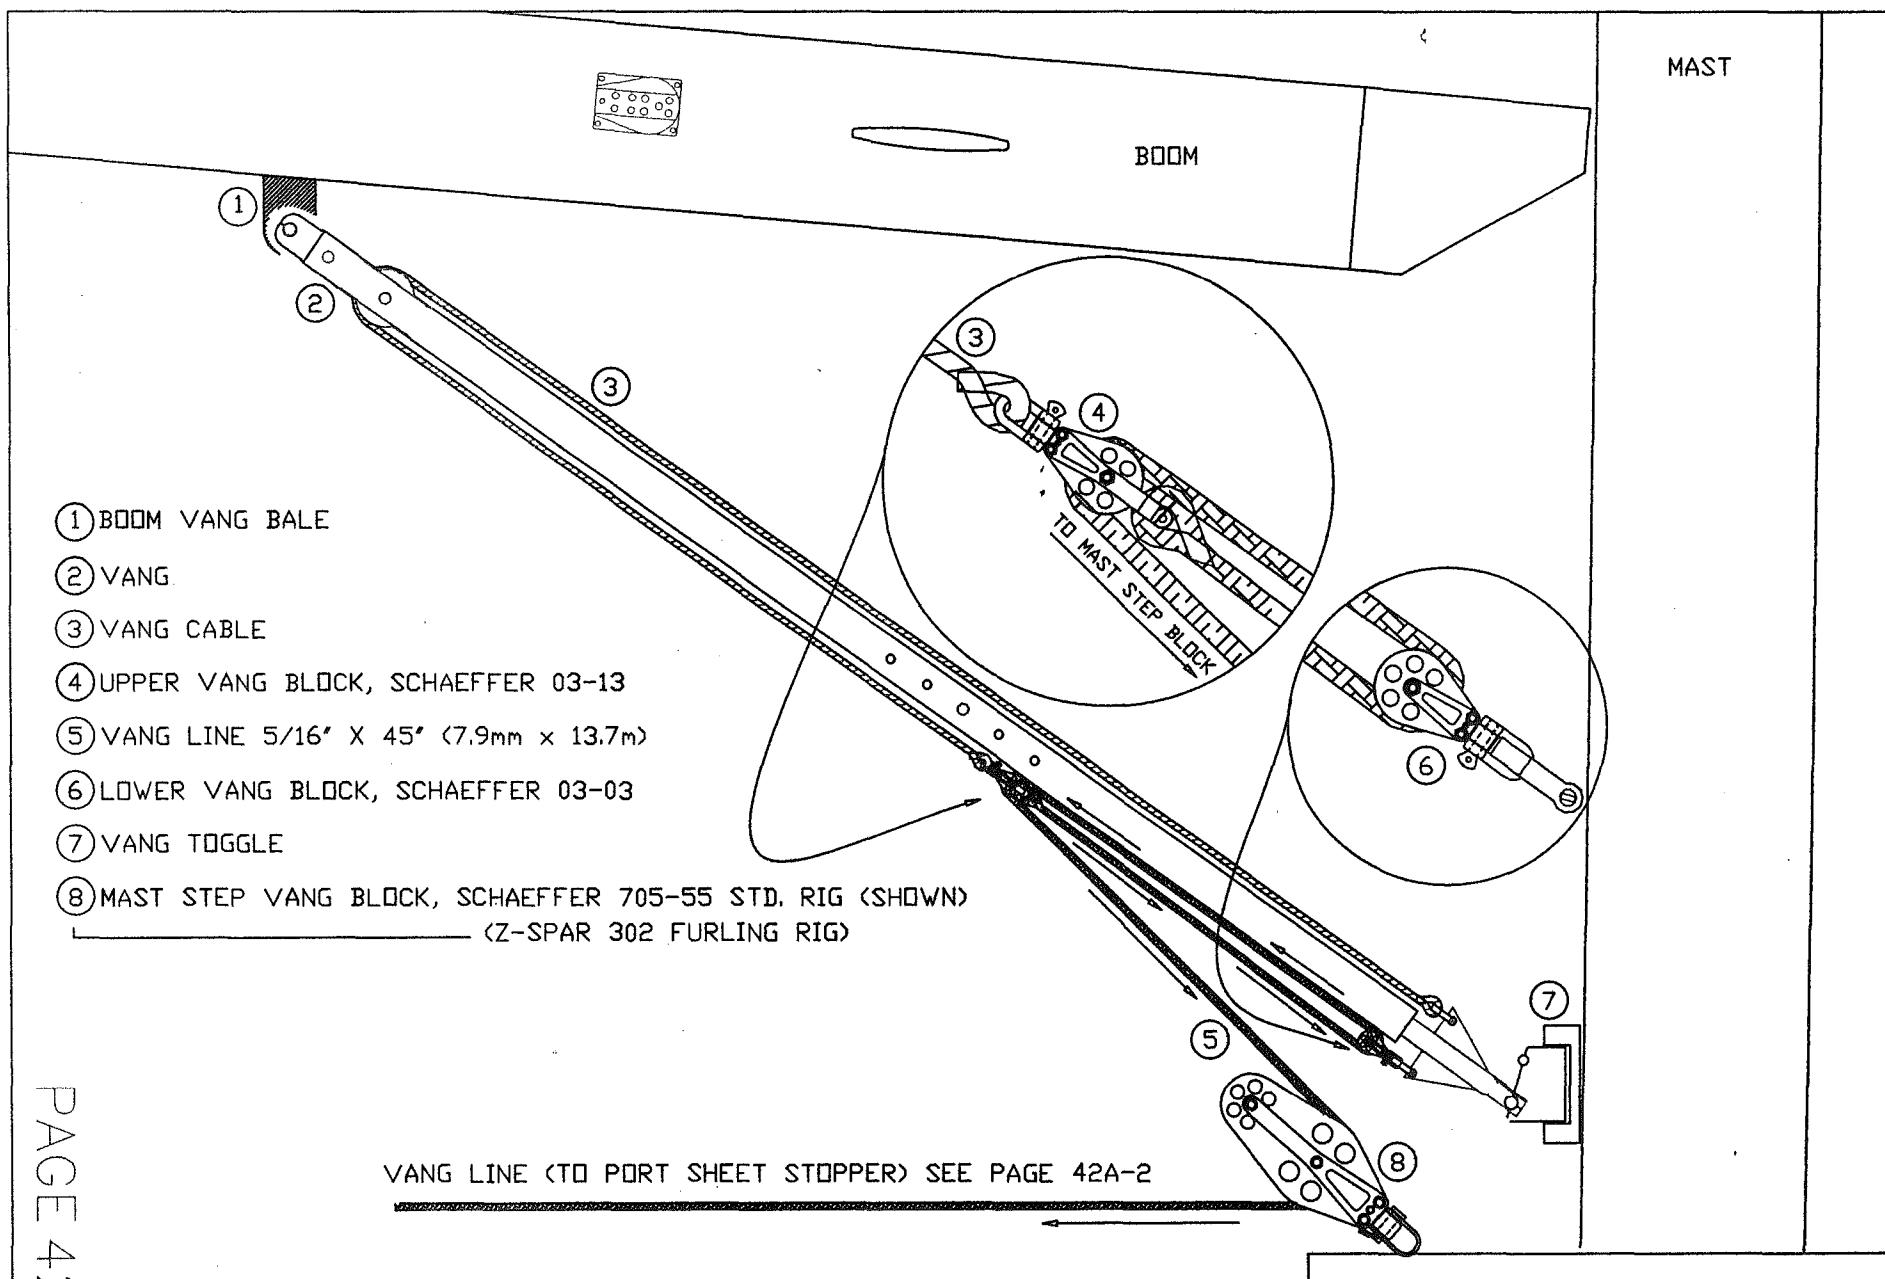 MAST
BOOM
1
2
3
3
4
TO MAST STEP BLOCK
6
1 BOOM VANG BALE
2 VANG
3 VANG CABLE
4 UPPER VANG BLOCK, SCHAEFFER 03-13
5 VANG LINE 5/16" X 45" (7.9mm x 13.7m)
6 LOWER VANG BLOCK, SCHAEFFER 03-03
7 VANG TOGGLE
8 MAST STEP VANG BLOCK, SCHAEFFER 705-55 STD. RIG (SHOWN)
(Z-SPAR 302 FURLING RIG)
7
5
8
VANG LINE (TO PORT SHEET STOPPER) SEE PAGE 42A-2
PAGE